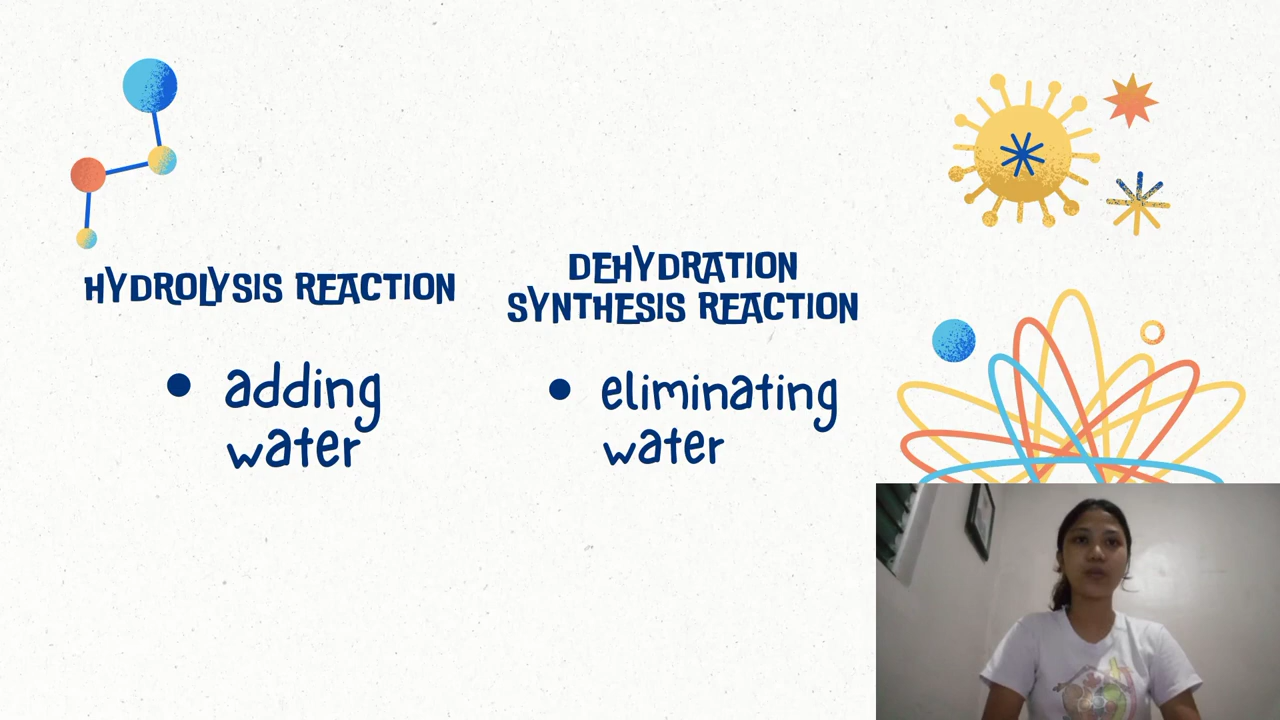 HYDROLYSIS REACTION
• adding
water
DEHYDRATION
SYNTHESIS REACTION
• eliminating
water